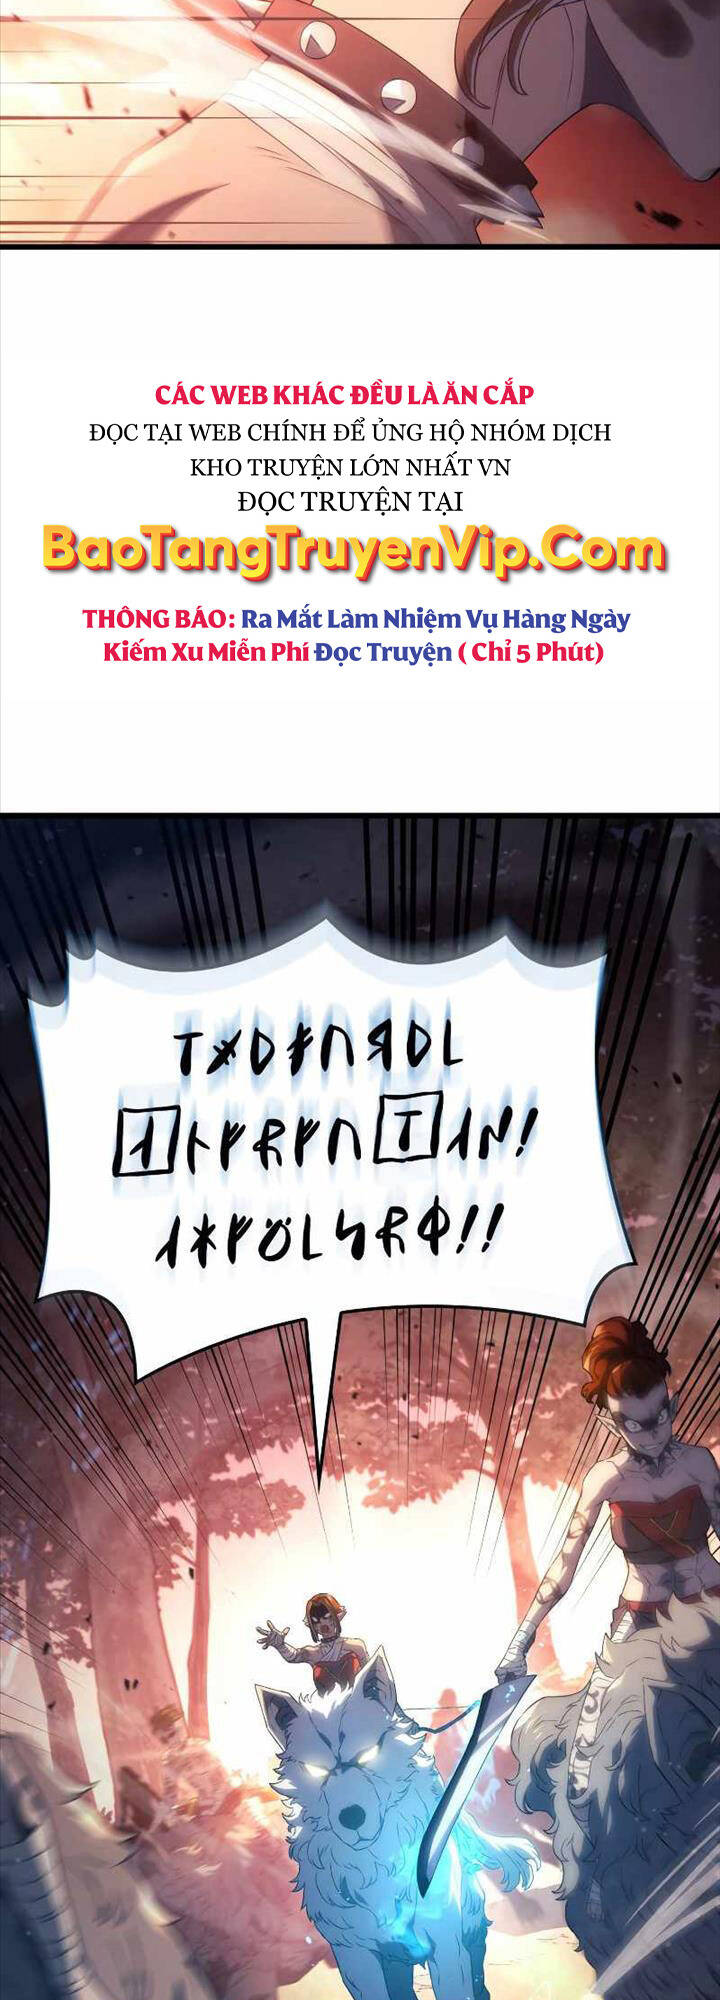 CÁC WEB KHÁC ĐỀU LÀ ĂN CẮP
ĐỌC TẠI WEB CHÍNH ĐỂ ỦNG HỘ NHÓM DỊCH
KHO TRUYỆN LỚN NHẤT VN
ĐỌC TRUYỆN TẠI
BaoTangTruyenVip.Com
THÔNG BÁO: Ra Mắt Làm Nhiệm Vụ Hàng Ngày
Kiếm Xu Miễn Phí Đọc Truyện ( Chỉ 5 Phút)